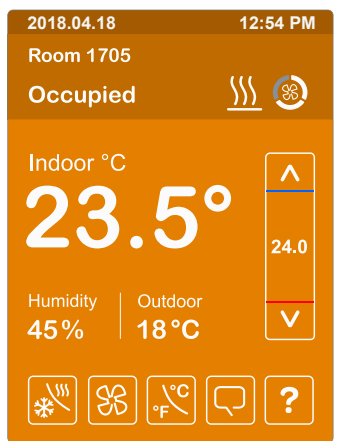 2018.04.18 12:54 PM
Room 1705
Occupied
Indoor °C
23.5°
24.0
Humidity Outdoor
45% 18°C
°C
°F
?